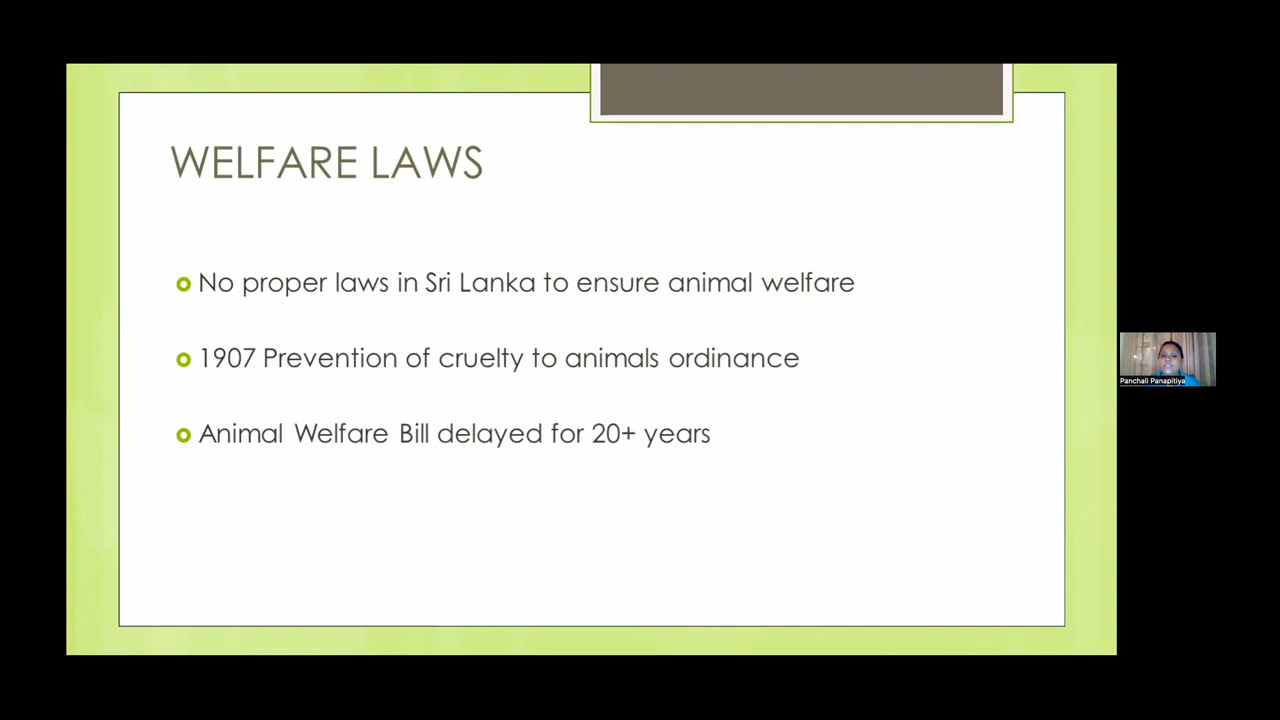 WELFARE LAWS
No proper laws in Sri Lanka to ensure animal welfare
1907 Prevention of cruelty to animals ordinance
Animal Welfare Bill delayed for 20+ years
Panchali Panapitiya